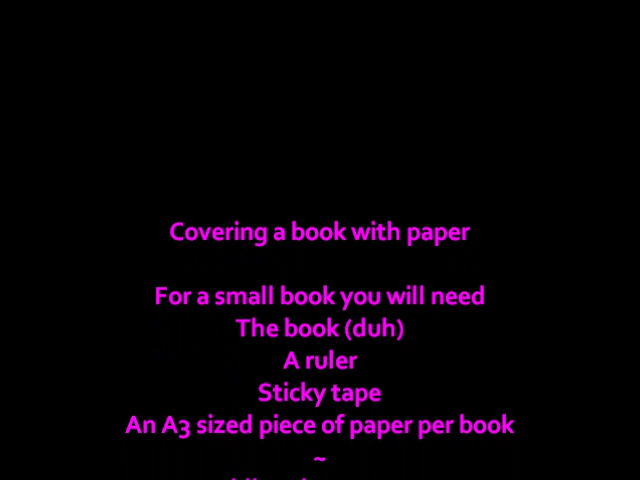 Covering a book with paper
For a small book you will need
The book (duh)
A ruler
Sticky tape
An A3 sized piece of paper per book
~